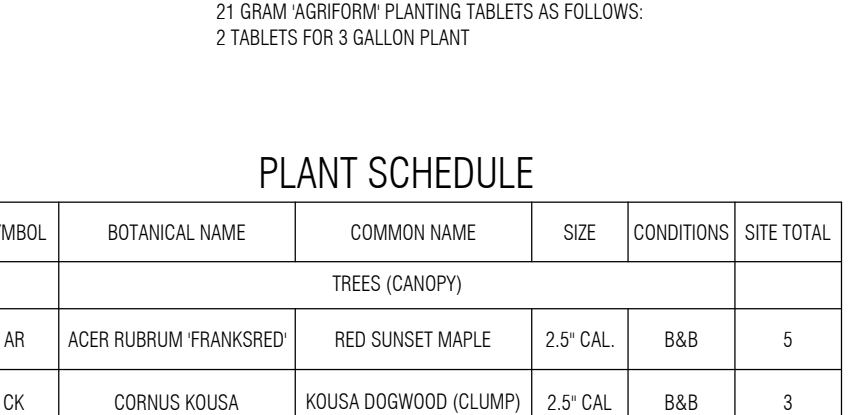 21 GRAM 'AGRIFORM' PLANTING TABLETS AS FOLLOWS:
2 TABLETS FOR 3 GALLON PLANT
PLANT SCHEDULE
YMBOL BOTANICAL NAME COMMON NAME SIZE CONDITIONS SITE TOTAL
TREES (CANOPY)
AR ACER RUBRUM 'FRANKSRED' RED SUNSET MAPLE 2.5" CAL. B&B 5
CK CORNUS KOUSA KOUSA DOGWOOD (CLUMP) 2.5" CAL B&B 3